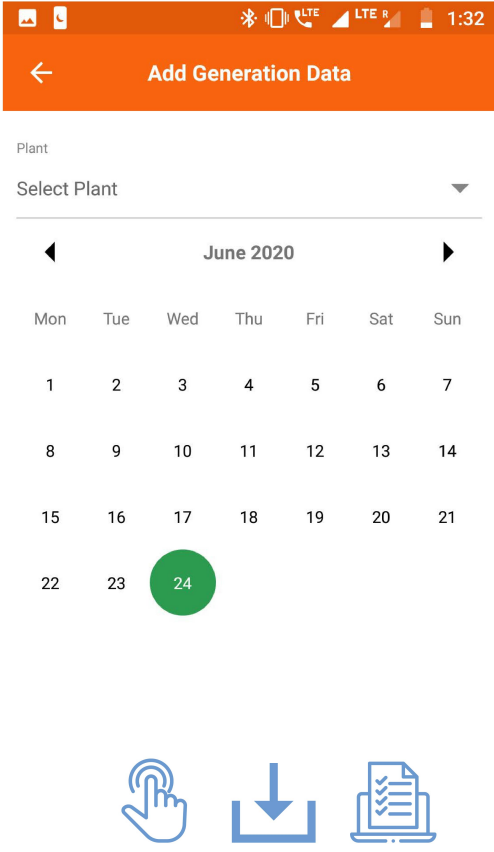 LTE LTE R 1:32
Add Generation Data
Plant
Select Plant
June 2020
Mon Tue Wed Thu Fri Sat Sun
1 2 3 4 5 6 7
8 9 10 11 12 13 14
15 16 17 18 19 20 21
22 23 24